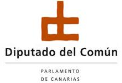 Diputado del Común
PARLAMENTO
DE CANARIAS